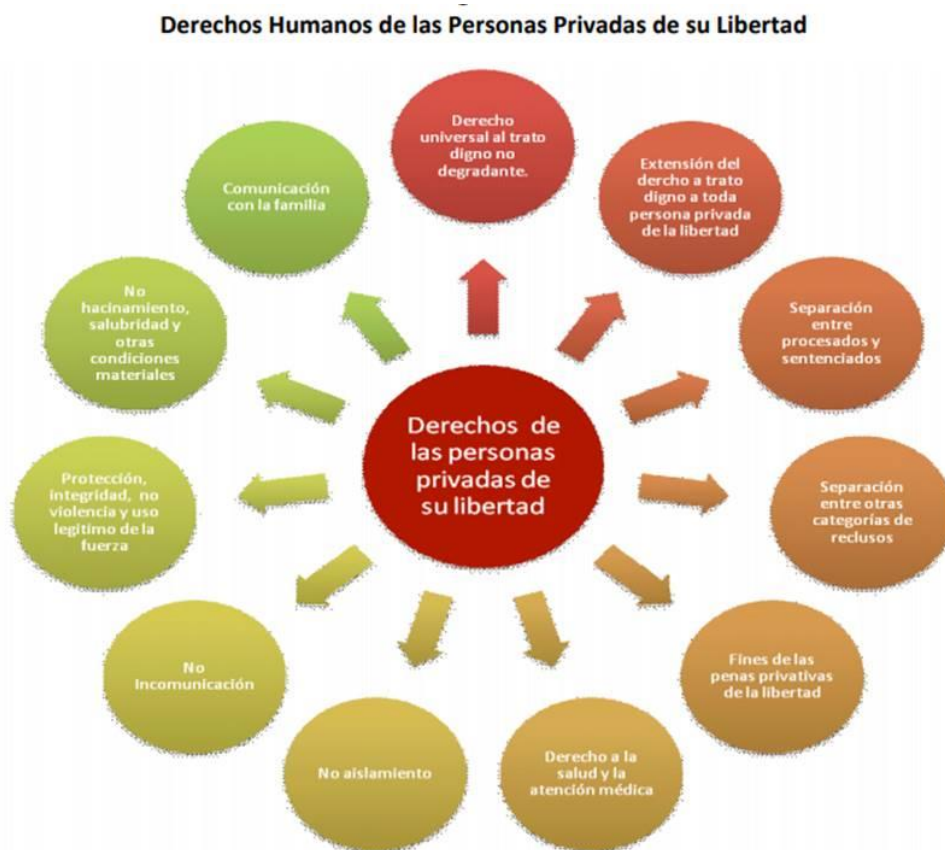 Derechos Humanos de las Personas Privadas de su Libertad
Derecho
universal al trato
digno no
degradante.
Extensión del
dercho a trato
digno a toda
persona privada
de la libertad
Separación
entre
procesados y
sentenciados
Separación
entre otras
categorías de
reclusos
Fines de las
penas privativas
de la libertad
Derecho a la
salud y la
atención médica
No aislamiento
No
Incomunicación
Protección,
integridad, no
violencia y uso
legitimo de la
fuerza
No
hacinamiento,
salubridad y
otras
condiciones
materiales
Comunicación
con la familia
Derechos de
las personas
privadas de
su libertad